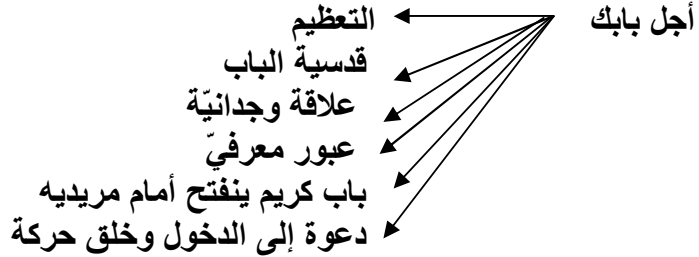 أجل بابك
التعظيم
قدسية الباب
علاقة وجدانيّة
عبور معرفيّ
باب كريم ينفتح أمام مريديه
دعوة إلى الدخول وخلق حركة